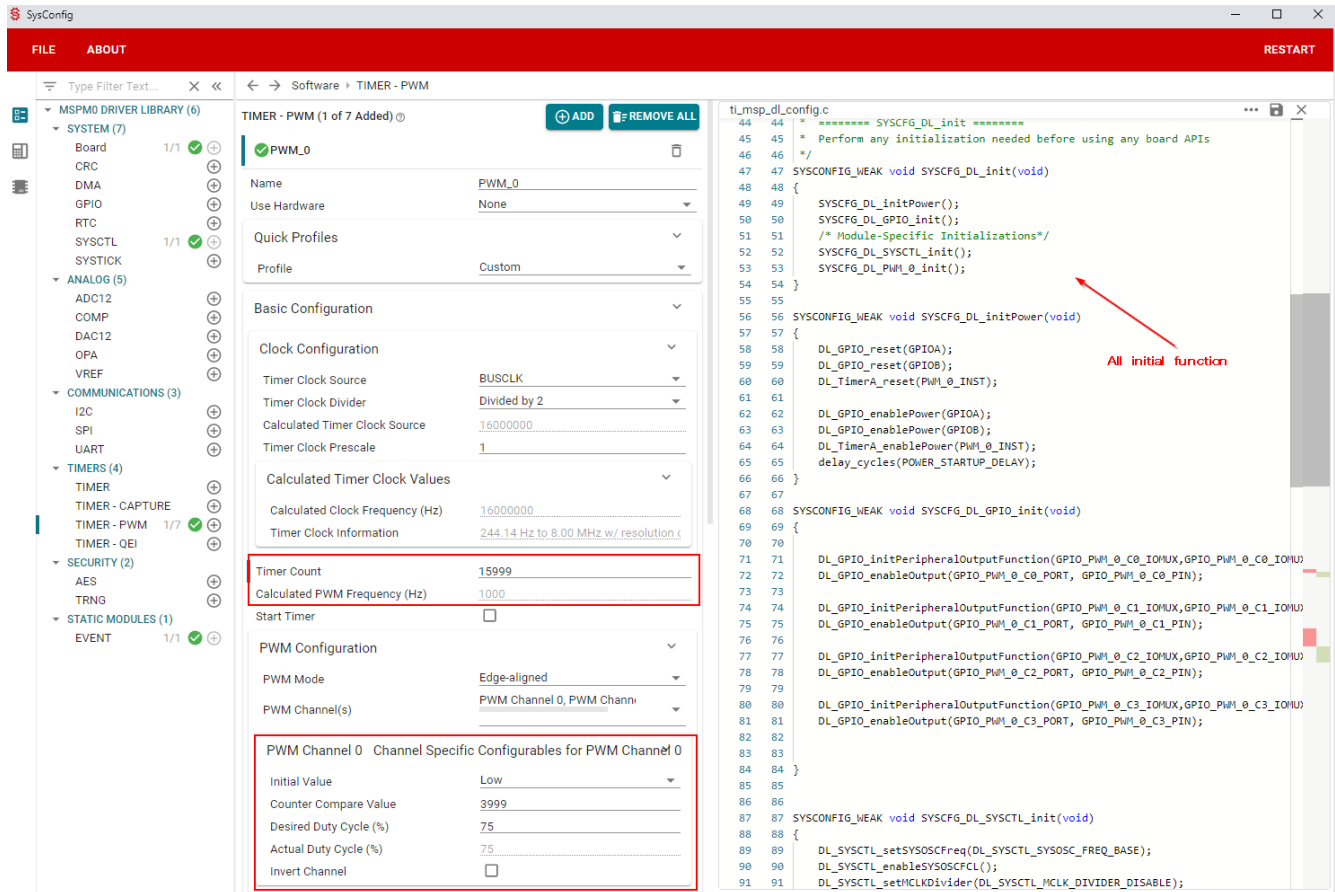 SysConfig
FILE ABOUT RESTART
Type Filter Text...
MSPM0 DRIVER LIBRARY (6)
SYSTEM (7)
Board 1/1
CRC
DMA
GPIO
RTC
SYSCTL 1/1
SYSTICK
ANALOG (5)
ADC12
COMP
DAC12
OPA
VREF
COMMUNICATIONS (3)
I2C
SPI
UART
TIMERS (4)
TIMER
TIMER - CAPTURE
TIMER - PWM 1/7
TIMER - QEI
SECURITY (2)
AES
TRNG
STATIC MODULES (1)
EVENT 1/1
Software TIMER - PWM
TIMER - PWM (1 of 7 Added)
ADD REMOVE ALL
PWM_0
Name PWM_0
Use Hardware None
Quick Profiles
Profile Custom
Basic Configuration
Clock Configuration
Timer Clock Source BUSCLK
Timer Clock Divider Divided by 2
Calculated Timer Clock Source 16000000
Timer Clock Prescale 1
Calculated Timer Clock Values
Calculated Clock Frequency (Hz) 16000000
Timer Clock Information 244.14 Hz to 8.00 MHz w/ resolution
Timer Count 15999
Calculated PWM Frequency (Hz) 1000
Start Timer
PWM Configuration
PWM Mode Edge-aligned
PWM Channel(s) PWM Channel 0, PWM Chann
PWM Channel 0 Channel Specific Configurables for PWM Channel 0
Initial Value Low
Counter Compare Value 3999
Desired Duty Cycle (%) 75
Actual Duty Cycle (%) 75
Invert Channel
ti_msp_dl_config.c
44 44 * ======== SYSCFG_DL_init ========
45 45 * Perform any initialization needed before using any board APIs
46 46 */
47 47 SYSCONFIG_WEAK void SYSCFG_DL_init(void)
48 48 {
49 49 SYSCFG_DL_initPower();
50 50 SYSCFG_DL_GPIO_init();
51 51 /* Module-Specific Initializations*/
52 52 SYSCFG_DL_SYSCTL_init();
53 53 SYSCFG_DL_PWM_0_init();
54 54 }
55 55
56 56 SYSCONFIG_WEAK void SYSCFG_DL_initPower(void)
57 57 {
58 58 DL_GPIO_reset(GPIOA);
59 59 DL_GPIO_reset(GPIOB);
60 60 DL_TimerA_reset(PWM_0_INST);
61 61
62 62 DL_GPIO_enablePower(GPIOA);
63 63 DL_GPIO_enablePower(GPIOB);
64 64 DL_TimerA_enablePower(PWM_0_INST);
65 65 delay_cycles(POWER_STARTUP_DELAY);
66 66 }
67 67
68 68 SYSCONFIG_WEAK void SYSCFG_DL_GPIO_init(void)
69 69 {
70 70
71 71 DL_GPIO_initPeripheralOutputFunction(GPIO_PWM_0_C0_IOMUX,GPIO_PWM_0_C0_IOMUX
72 72 DL_GPIO_enableOutput(GPIO_PWM_0_C0_PORT, GPIO_PWM_0_C0_PIN);
73 73
74 74 DL_GPIO_initPeripheralOutputFunction(GPIO_PWM_0_C1_IOMUX,GPIO_PWM_0_C1_IOMUX
75 75 DL_GPIO_enableOutput(GPIO_PWM_0_C1_PORT, GPIO_PWM_0_C1_PIN);
76 76
77 77 DL_GPIO_initPeripheralOutputFunction(GPIO_PWM_0_C2_IOMUX,GPIO_PWM_0_C2_IOMUX
78 78 DL_GPIO_enableOutput(GPIO_PWM_0_C2_PORT, GPIO_PWM_0_C2_PIN);
79 79
80 80 DL_GPIO_initPeripheralOutputFunction(GPIO_PWM_0_C3_IOMUX,GPIO_PWM_0_C3_IOMUX
81 81 DL_GPIO_enableOutput(GPIO_PWM_0_C3_PORT, GPIO_PWM_0_C3_PIN);
82 82
83 83
84 84 }
85 85
86 86
87 87 SYSCONFIG_WEAK void SYSCFG_DL_SYSCTL_init(void)
88 88 {
89 89 DL_SYSCTL_setSYSOSCFreq(DL_SYSCTL_SYSOSC_FREQ_BASE);
90 90 DL_SYSCTL_enableSYSOSCFCL();
91 91 DL_SYSCTL_setMCLKDivider(DL_SYSCTL_MCLK_DIVIDER_DISABLE);
All initial function